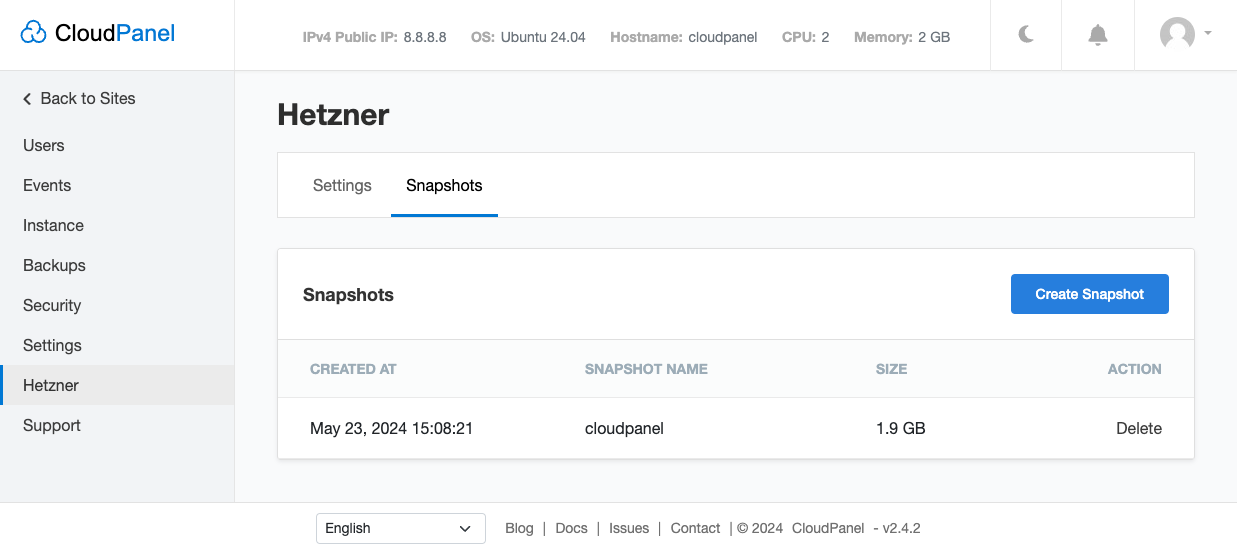 CloudPanel
IPv4 Public IP: 8.8.8.8 OS: Ubuntu 24.04 Hostname: cloudpanel CPU: 2 Memory: 2 GB
Back to Sites
Users
Events
Instance
Backups
Security
Settings
Hetzner
Support
Hetzner
Settings Snapshots
Snapshots
Create Snapshot
CREATED AT SNAPSHOT NAME SIZE ACTION
May 23, 2024 15:08:21 cloudpanel 1.9 GB Delete
English Blog | Docs | Issues | Contact | © 2024 CloudPanel - v2.4.2